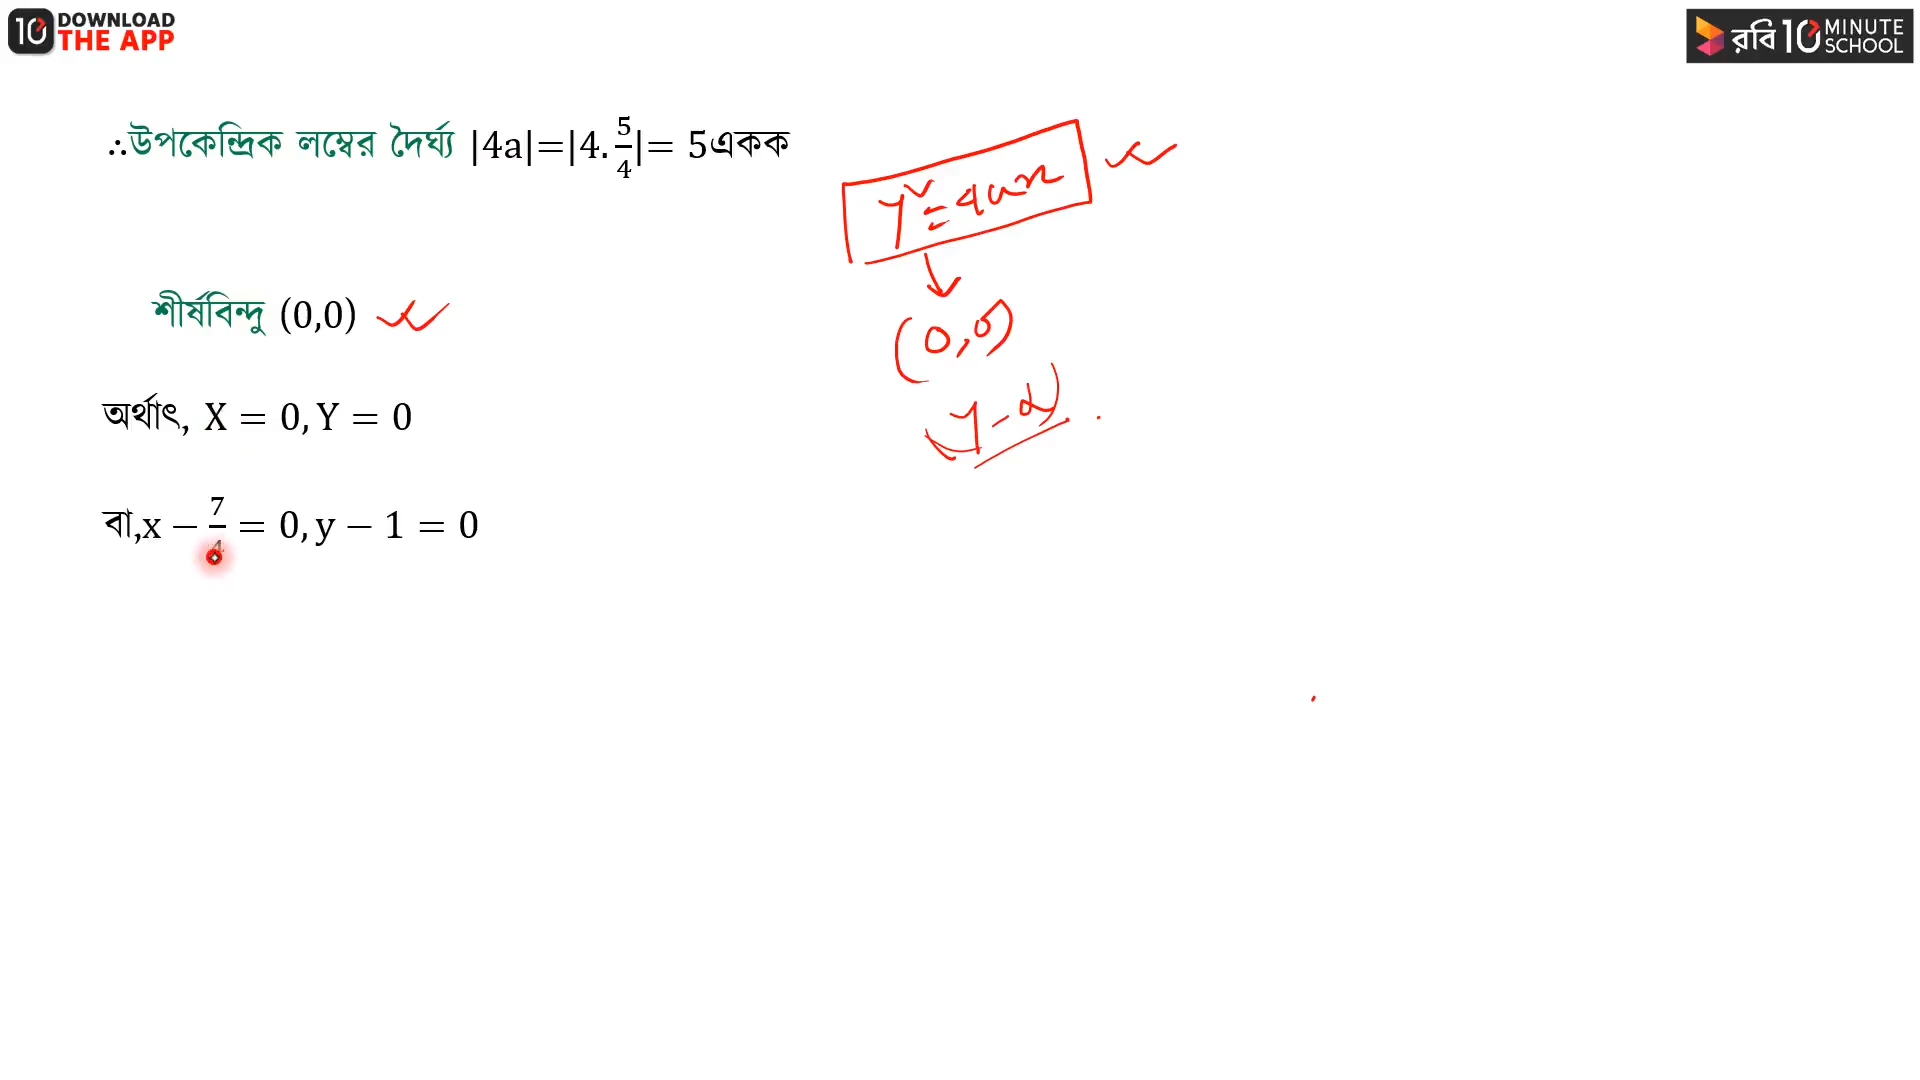 10 DOWNLOAD THE APP
রবি 10 MINUTE SCHOOL
∴উপকেন্দ্রিক লম্বের দৈর্ঘ্য |4a|=|4.5/4|= 5একক
y²=4ax
শীর্ষবিন্দু (0,0)
(0,0)
অর্থাৎ, X = 0, Y = 0
(y-α)
বা,x − 7/4 = 0, y − 1 = 0